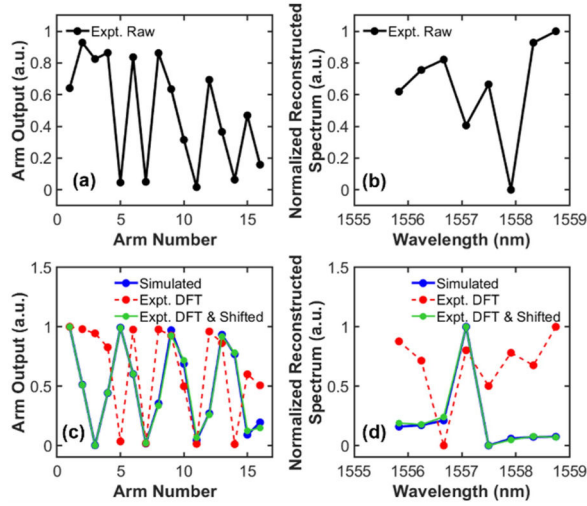 Expt. Raw
Arm Output (a.u.)
1
0.8
0.6
0.4
0.2
0
(a)
0 5 10 15
Arm Number
Expt. Raw
Normalized Reconstructed
Spectrum (a.u.)
1
0.8
0.6
0.4
0.2
0
(b)
1555 1556 1557 1558 1559
Wavelength (nm)
Simulated
Expt. DFT
Expt. DFT & Shifted
Arm Output (a.u.)
1.5
1
0.5
0
(c)
0 5 10 15
Arm Number
Simulated
Expt. DFT
Expt. DFT & Shifted
Normalized Reconstructed
Spectrum (a.u.)
1.5
1
0.5
0
(d)
1555 1556 1557 1558 1559
Wavelength (nm)